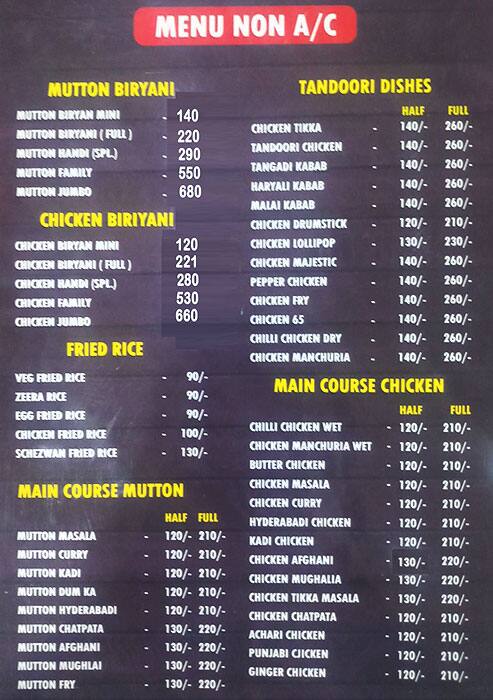 MENU NON A/C
MUTTON BIRYANI
MUTTON BIRYAN MINI - 140
MUTTON BIRYANI ( FULL ) - 220
MUTTON HANDI (SPL.) - 290
MUTTON FAMILY - 550
MUTTON JUMBO - 680
CHICKEN BIRIYANI
CHICKEN BIRYAN MINI 120
CHICKEN BIRYANI ( FULL ) 221
CHICKEN HANDI (SPL.) 280
CHICKEN FAMILY 530
CHICKEN JUMBO 660
FRIED RICE
VEG FRIED RICE - 90/-
ZEERA RICE - 90/-
EGG FRIED RICE - 90/-
CHICKEN FRIED RICE - 100/-
SCHEZWAN FRIED RICE - 130/-
MAIN COURSE MUTTON
HALF FULL
MUTTON MASALA - 120/- 210/-
MUTTON CURRY - 120/- 210/-
MUTTON KADI - 120/- 210/-
MUTTON DUM KA - 120/- 210/-
MUTTON HYDERABADI - 120/- 210/-
MUTTON CHATPATA - 130/- 220/-
MUTTON AFGHANI - 130/- 220/-
MUTTON MUGHLAI - 130/- 220/-
MUTTON FRY - 130/- 220/-
TANDOORI DISHES
HALF FULL
CHICKEN TIKKA - 140/- 260/-
TANDOORI CHICKEN - 140/- 260/-
TANGADI KABAB - 140/- 260/-
HARYALI KABAB - 140/- 260/-
MALAI KABAB - 140/- 260/-
CHICKEN DRUMSTICK - 120/- 210/-
CHICKEN LOLLIPOP - 130/- 230/-
CHICKEN MAJESTIC - 140/- 260/-
PEPPER CHICKEN - 140/- 260/-
CHICKEN FRY - 140/- 260/-
CHICKEN 65 - 140/- 260/-
CHILLI CHICKEN DRY - 140/- 260/-
CHICKEN MANCHURIA - 140/- 260/-
MAIN COURSE CHICKEN
HALF FULL
CHILLI CHICKEN WET - 120/- 210/-
CHICKEN MANCHURIA WET - 120/- 210/-
BUTTER CHICKEN - 120/- 210/-
CHICKEN MASALA - 120/- 210/-
CHICKEN CURRY - 120/- 210/-
HYDERABADI CHICKEN - 120/- 210/-
KADI CHICKEN - 120/- 210/-
CHICKEN AFGHANI - 130/- 220/-
CHICKEN MUGHALIA - 130/- 220/-
CHICKEN TIKKA MASALA - 130/- 220/-
CHICKEN CHATPATA - 120/- 210/-
ACHARI CHICKEN - 120/- 210/-
PUNJABI CJICKEN - 120/- 210/-
GINGER CHICKEN - 120/- 210/-